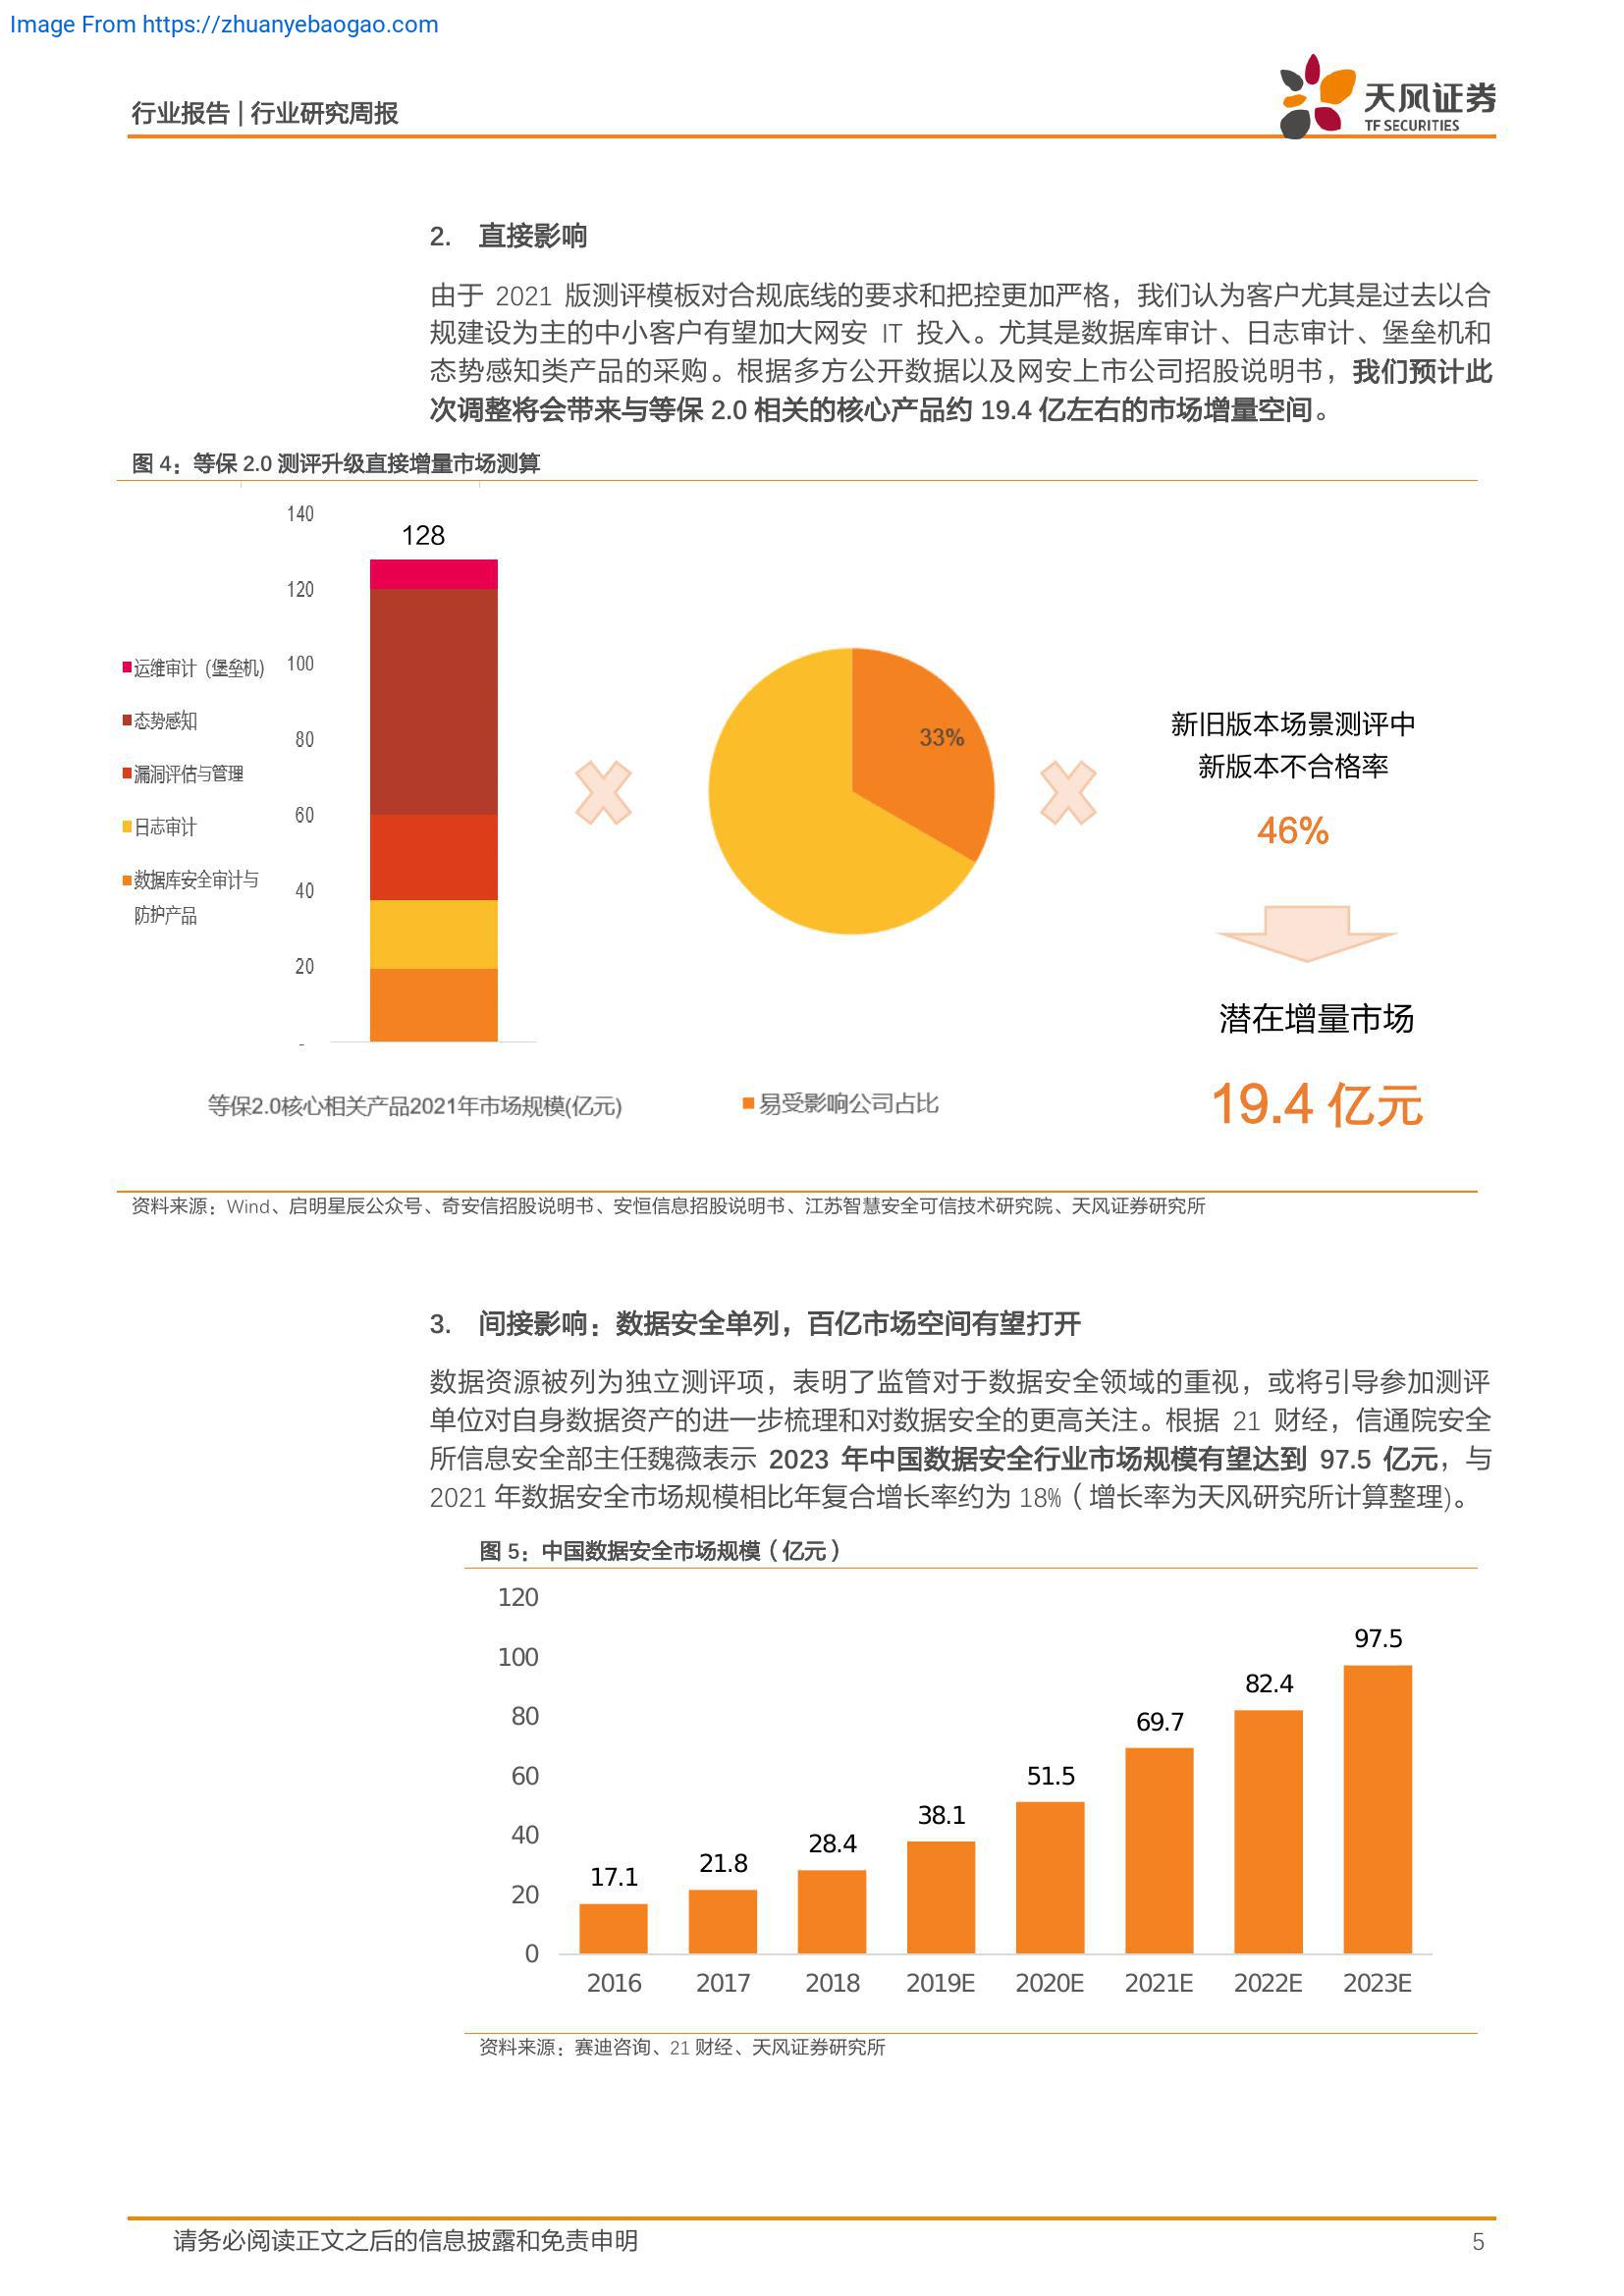 Image From https://zhuanyebaogao.com
行业报告 | 行业研究周报
天风证券
TF SECURITIES
2. 直接影响
由于 2021 版测评模板对合规底线的要求和把控更加严格，我们认为客户尤其是过去以合
规建设为主的中小客户有望加大网安 IT 投入。尤其是数据库审计、日志审计、堡垒机和
态势感知类产品的采购。根据多方公开数据以及网安上市公司招股说明书，我们预计此
次调整将会带来与等保 2.0 相关的核心产品约 19.4 亿左右的市场增量空间。
图 4：等保 2.0 测评升级直接增量市场测算
140
120
100
80
60
40
20
-
128
运维审计（堡垒机）
态势感知
漏洞评估与管理
日志审计
数据库安全审计与
防护产品
等保2.0核心相关产品2021年市场规模(亿元)
33%
易受影响公司占比
新旧版本场景测评中
新版本不合格率
46%
潜在增量市场
19.4 亿元
资料来源：Wind、启明星辰公众号、奇安信招股说明书、安恒信息招股说明书、江苏智慧安全可信技术研究院、天风证券研究所
3. 间接影响：数据安全单列，百亿市场空间有望打开
数据资源被列为独立测评项，表明了监管对于数据安全领域的重视，或将引导参加测评
单位对自身数据资产的进一步梳理和对数据安全的更高关注。根据 21 财经，信通院安全
所信息安全部主任魏薇表示 2023 年中国数据安全行业市场规模有望达到 97.5 亿元，与
2021 年数据安全市场规模相比年复合增长率约为 18%（增长率为天风研究所计算整理)。
图 5：中国数据安全市场规模（亿元）
120
100
80
60
40
20
0
17.1
21.8
28.4
38.1
51.5
69.7
82.4
97.5
2016
2017
2018
2019E
2020E
2021E
2022E
2023E
资料来源：赛迪咨询、21 财经、天风证券研究所
请务必阅读正文之后的信息披露和免责申明
5